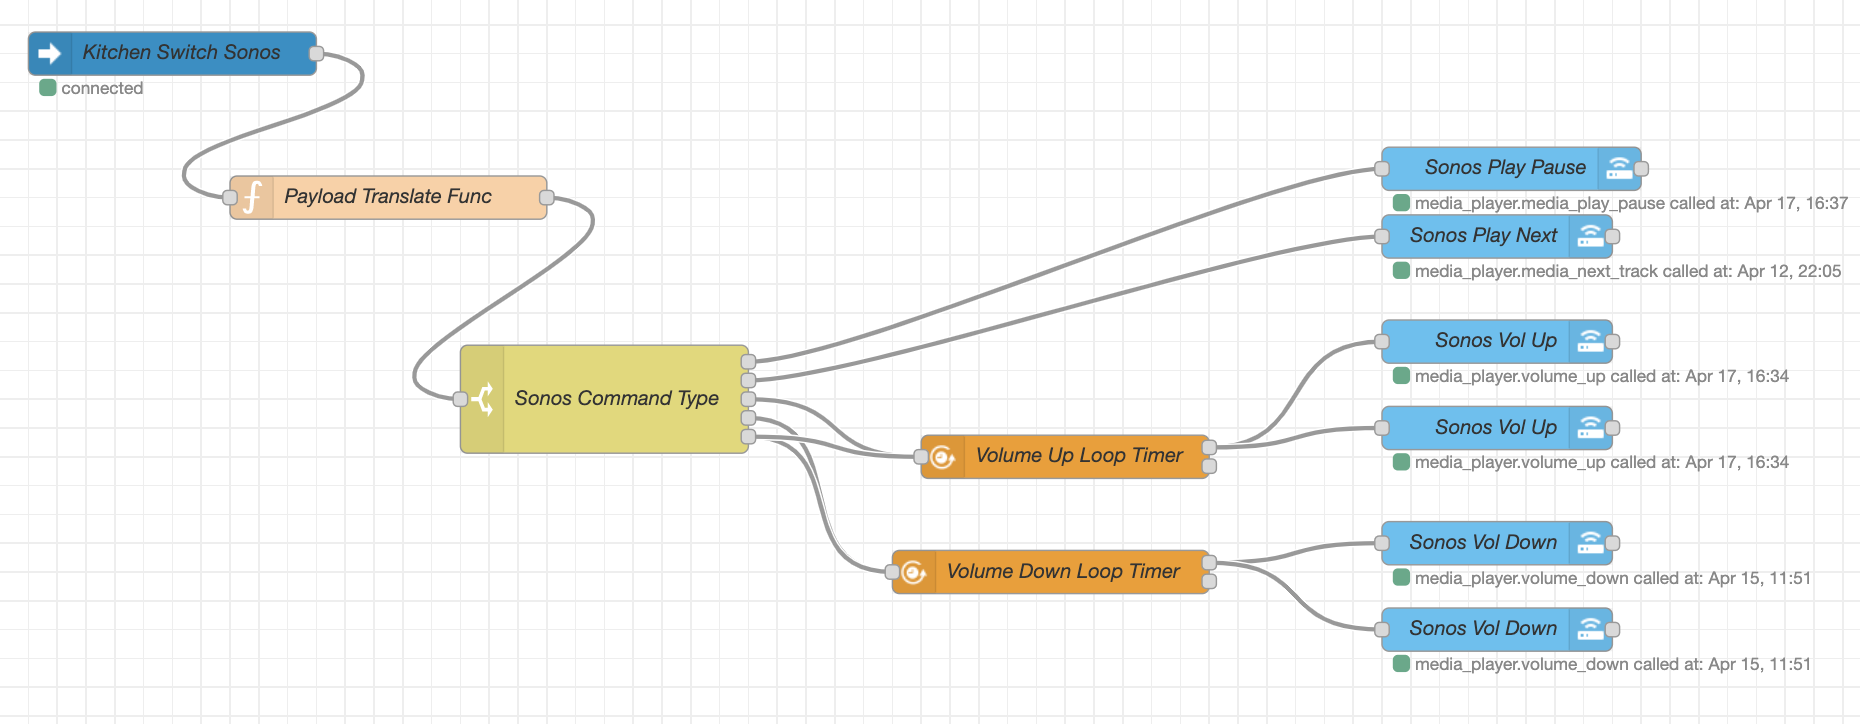 Kitchen Switch Sonos
connected
Payload Translate Func
Sonos Command Type
Sonos Play Pause
media_player.media_play_pause called at: Apr 17, 16:37
Sonos Play Next
media_player.media_next_track called at: Apr 12, 22:05
Sonos Vol Up
media_player.volume_up called at: Apr 17, 16:34
Volume Up Loop Timer
Sonos Vol Up
media_player.volume_up called at: Apr 17, 16:34
Volume Down Loop Timer
Sonos Vol Down
media_player.volume_down called at: Apr 15, 11:51
Sonos Vol Down
media_player.volume_down called at: Apr 15, 11:51